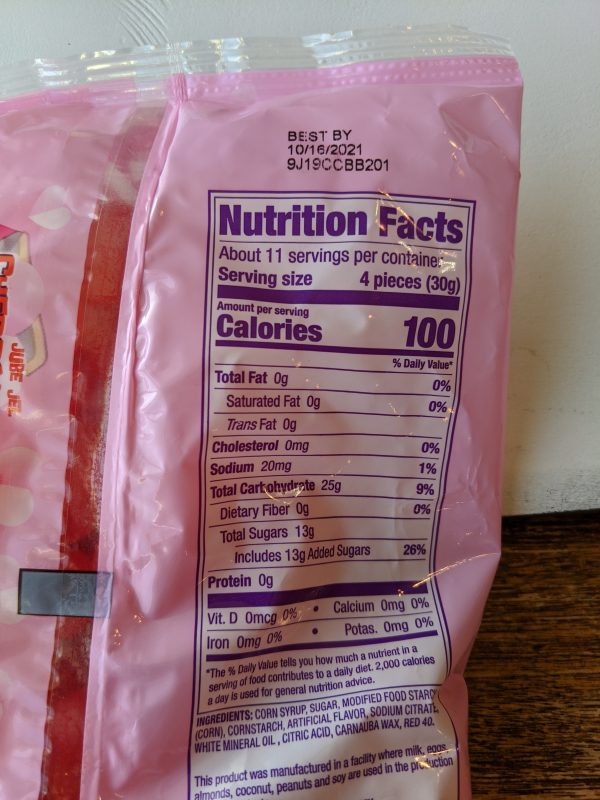 BEST BY
10/16/2021
9J19CCBB201
Nutrition Facts
About 11 servings per container
Serving size 4 pieces (30g)
Amount per serving
Calories 100
% Daily Value*
Total Fat 0g 0%
Saturated Fat 0g 0%
Trans Fat 0g
Cholesterol 0mg 0%
Sodium 20mg 1%
Total Carbohydrate 25g 9%
Dietary Fiber 0g 0%
Total Sugars 13g
Includes 13g Added Sugars 26%
Protein 0g
Vit. D 0mcg 0% • Calcium 0mg 0%
Iron 0mg 0% • Potas. 0mg 0%
*The % Daily Value tells you how much a nutrient in a
serving of food contributes to a daily diet. 2,000 calories
a day is used for general nutrition advice.
INGREDIENTS: CORN SYRUP, SUGAR, MODIFIED FOOD STARCH
(CORN), CORNSTARCH, ARTIFICIAL FLAVOR, SODIUM CITRATE,
WHITE MINERAL OIL, CITRIC ACID, CARNAUBA WAX, RED 40.
This product was manufactured in a facility where milk, eggs,
almonds, coconut, peanuts and soy are used in the production
JUBE JEL